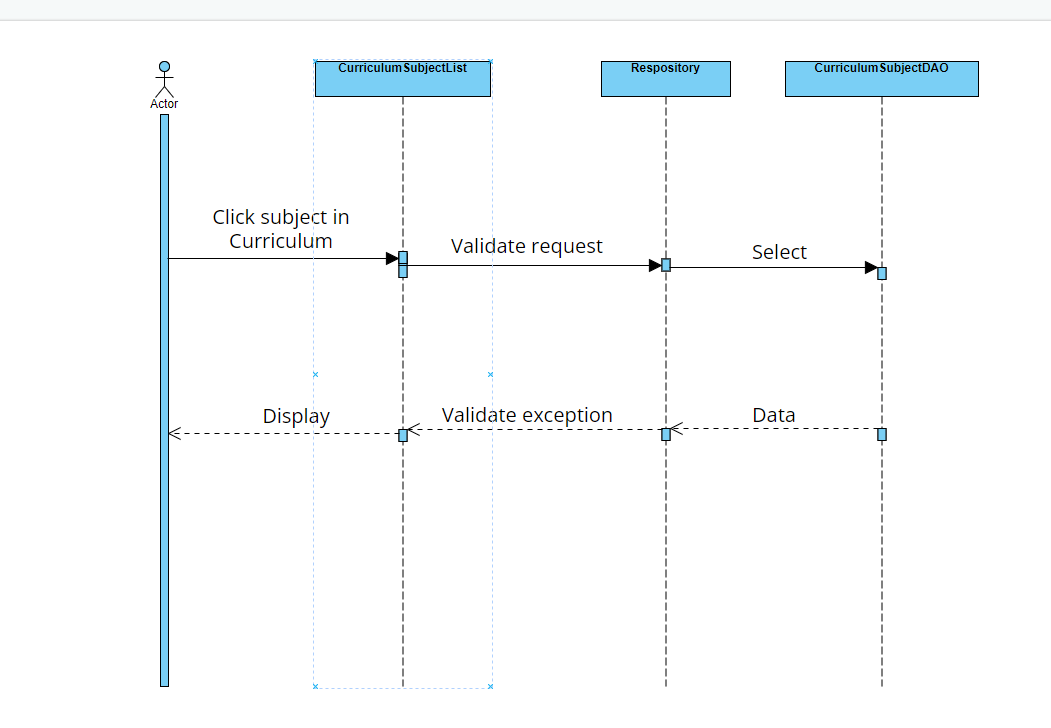 CurriculumSubjectList
Respository
CurriculumSubjectDAO
Actor
Click subject in
Curriculum
Validate request
Select
Display
Validate exception
Data